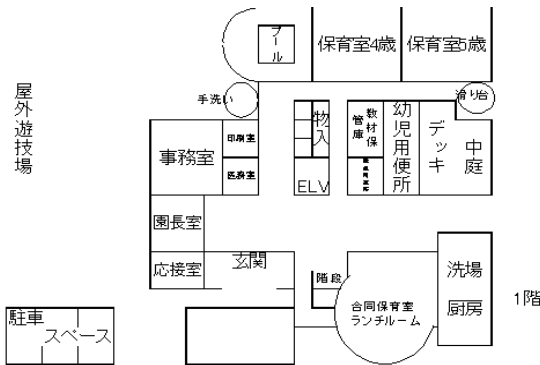 プール
保育室4歳
保育室5歳
屋外遊技場
手洗い
滑り台
物入
教材保
管庫
幼児用便所
デッキ
中庭
事務室
印刷室
医務室
ELV
園長室
応接室
玄関
階段
合同保育室
ランチルーム
洗場
厨房
1階
駐車
スペース